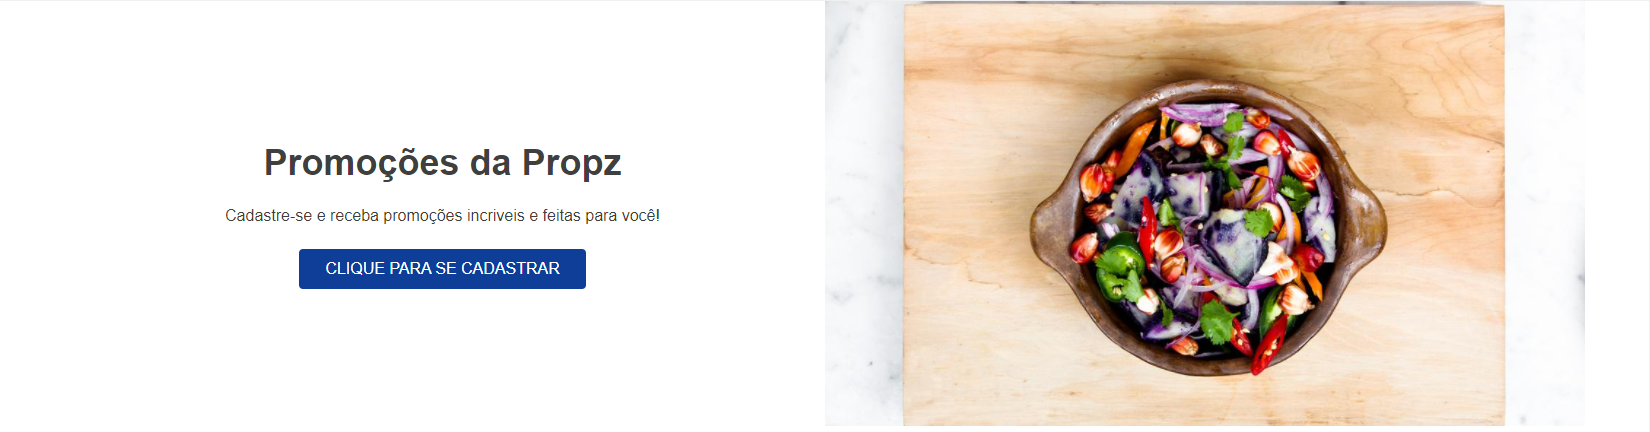 Promoções da Propz
Cadastre-se e receba promoções incriveis e feitas para você!
CLIQUE PARA SE CADASTRAR